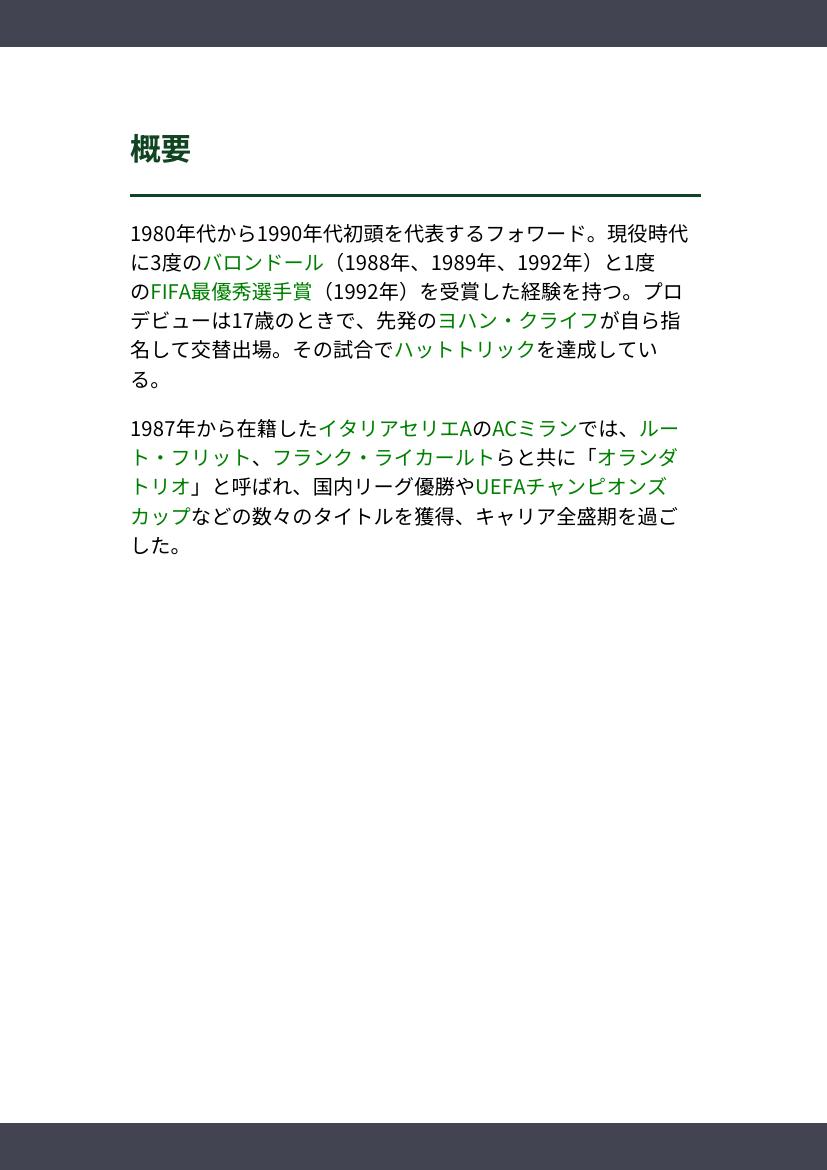 概要
1980年代から1990年代初頭を代表するフォワード。現役時代
に3度のバロンドール（1988年、1989年、1992年）と1度
のFIFA最優秀選手賞（1992年）を受賞した経験を持つ。プロ
デビューは17歳のときで、先発のヨハン・クライフが自ら指
名して交替出場。その試合でハットトリックを達成してい
る。
1987年から在籍したイタリアセリエAのACミランでは、ルー
ト・フリット、フランク・ライカールトらと共に「オランダ
トリオ」と呼ばれ、国内リーグ優勝やUEFAチャンピオンズ
カップなどの数々のタイトルを獲得、キャリア全盛期を過ご
した。